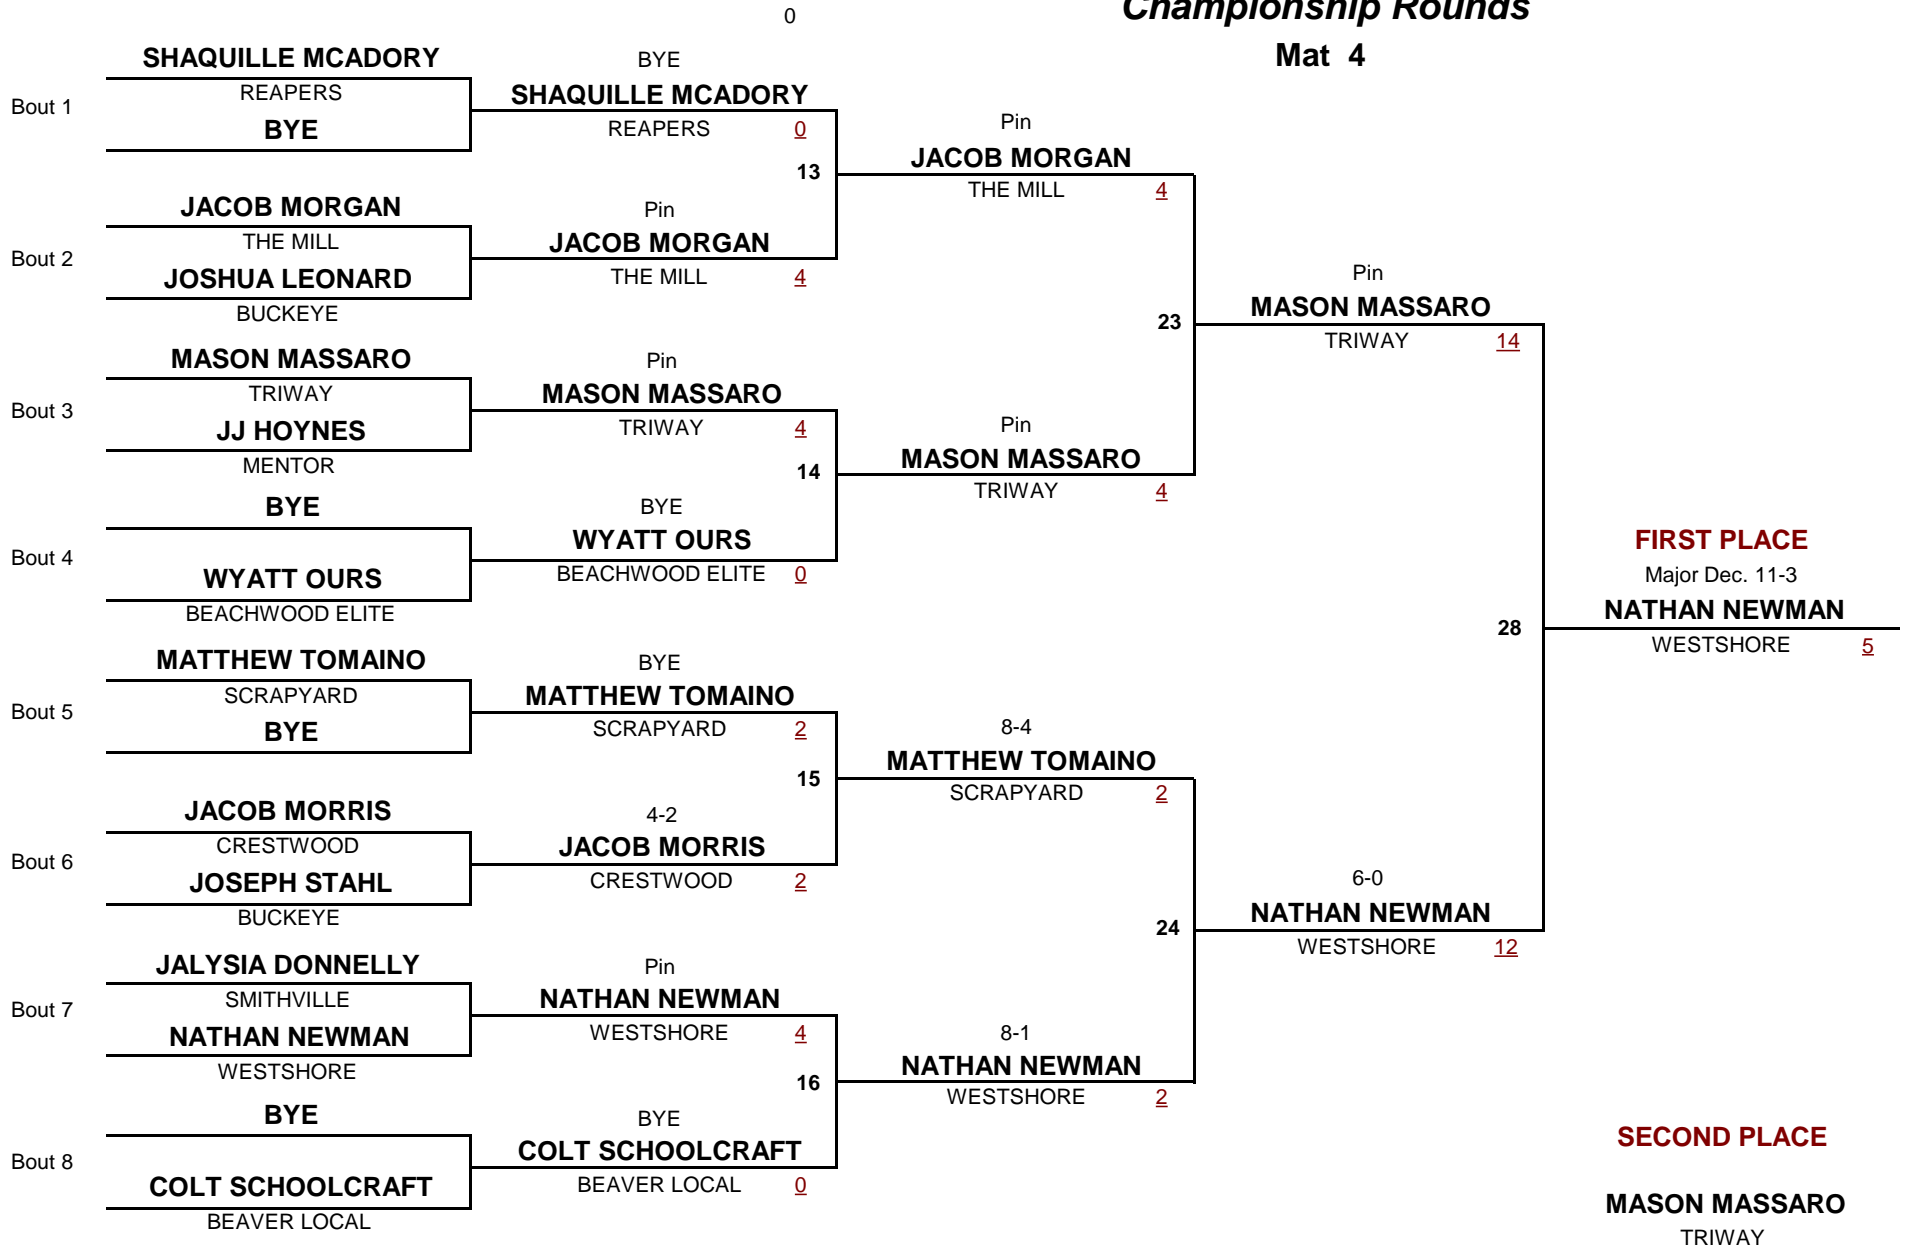 0
Championship Rounds
Mat 4
SHAQUILLE MCADORY
REAPERS
Bout 1
BYE
JACOB MORGAN
THE MILL
Bout 2
JOSHUA LEONARD
BUCKEYE
MASON MASSARO
TRIWAY
Bout 3
JJ HOYNES
MENTOR
BYE
Bout 4
WYATT OURS
BEACHWOOD ELITE
MATTHEW TOMAINO
SCRAPYARD
Bout 5
BYE
JACOB MORRIS
CRESTWOOD
Bout 6
JOSEPH STAHL
BUCKEYE
JALYSIA DONNELLY
SMITHVILLE
Bout 7
NATHAN NEWMAN
WESTSHORE
BYE
Bout 8
COLT SCHOOLCRAFT
BEAVER LOCAL
BYE
SHAQUILLE MCADORY
REAPERS 0
13
Pin
JACOB MORGAN
THE MILL 4
Pin
MASON MASSARO
TRIWAY 4
14
BYE
WYATT OURS
BEACHWOOD ELITE 0
BYE
MATTHEW TOMAINO
SCRAPYARD 2
15
4-2
JACOB MORRIS
CRESTWOOD 2
Pin
NATHAN NEWMAN
WESTSHORE 4
16
BYE
COLT SCHOOLCRAFT
BEAVER LOCAL 0
Pin
JACOB MORGAN
THE MILL 4
23
Pin
MASON MASSARO
TRIWAY 4
8-4
MATTHEW TOMAINO
SCRAPYARD 2
24
8-1
NATHAN NEWMAN
WESTSHORE 2
Pin
MASON MASSARO
TRIWAY 14
28
6-0
NATHAN NEWMAN
WESTSHORE 12
FIRST PLACE
Major Dec. 11-3
NATHAN NEWMAN
WESTSHORE 5
SECOND PLACE
MASON MASSARO
TRIWAY